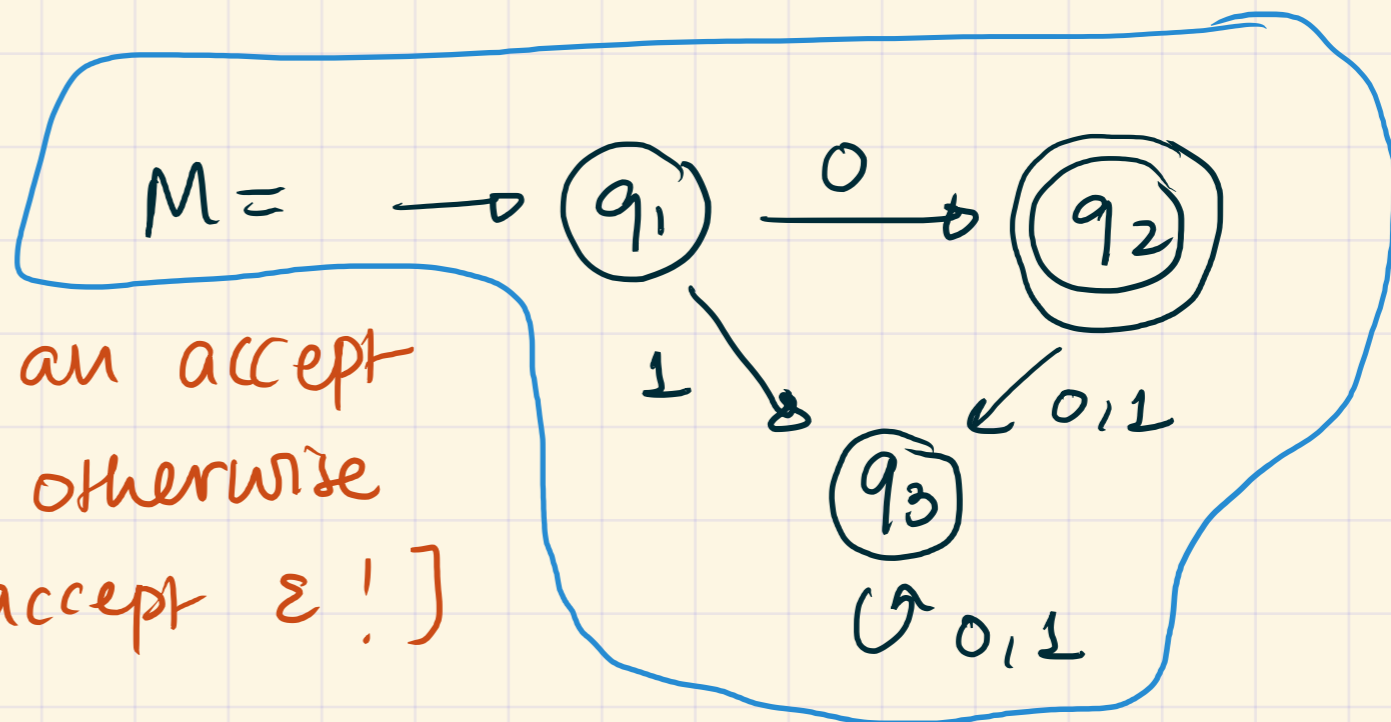 M = q1 0 q2
an accept
1 0,1
otherwise
q3
accept ε!]
0,1